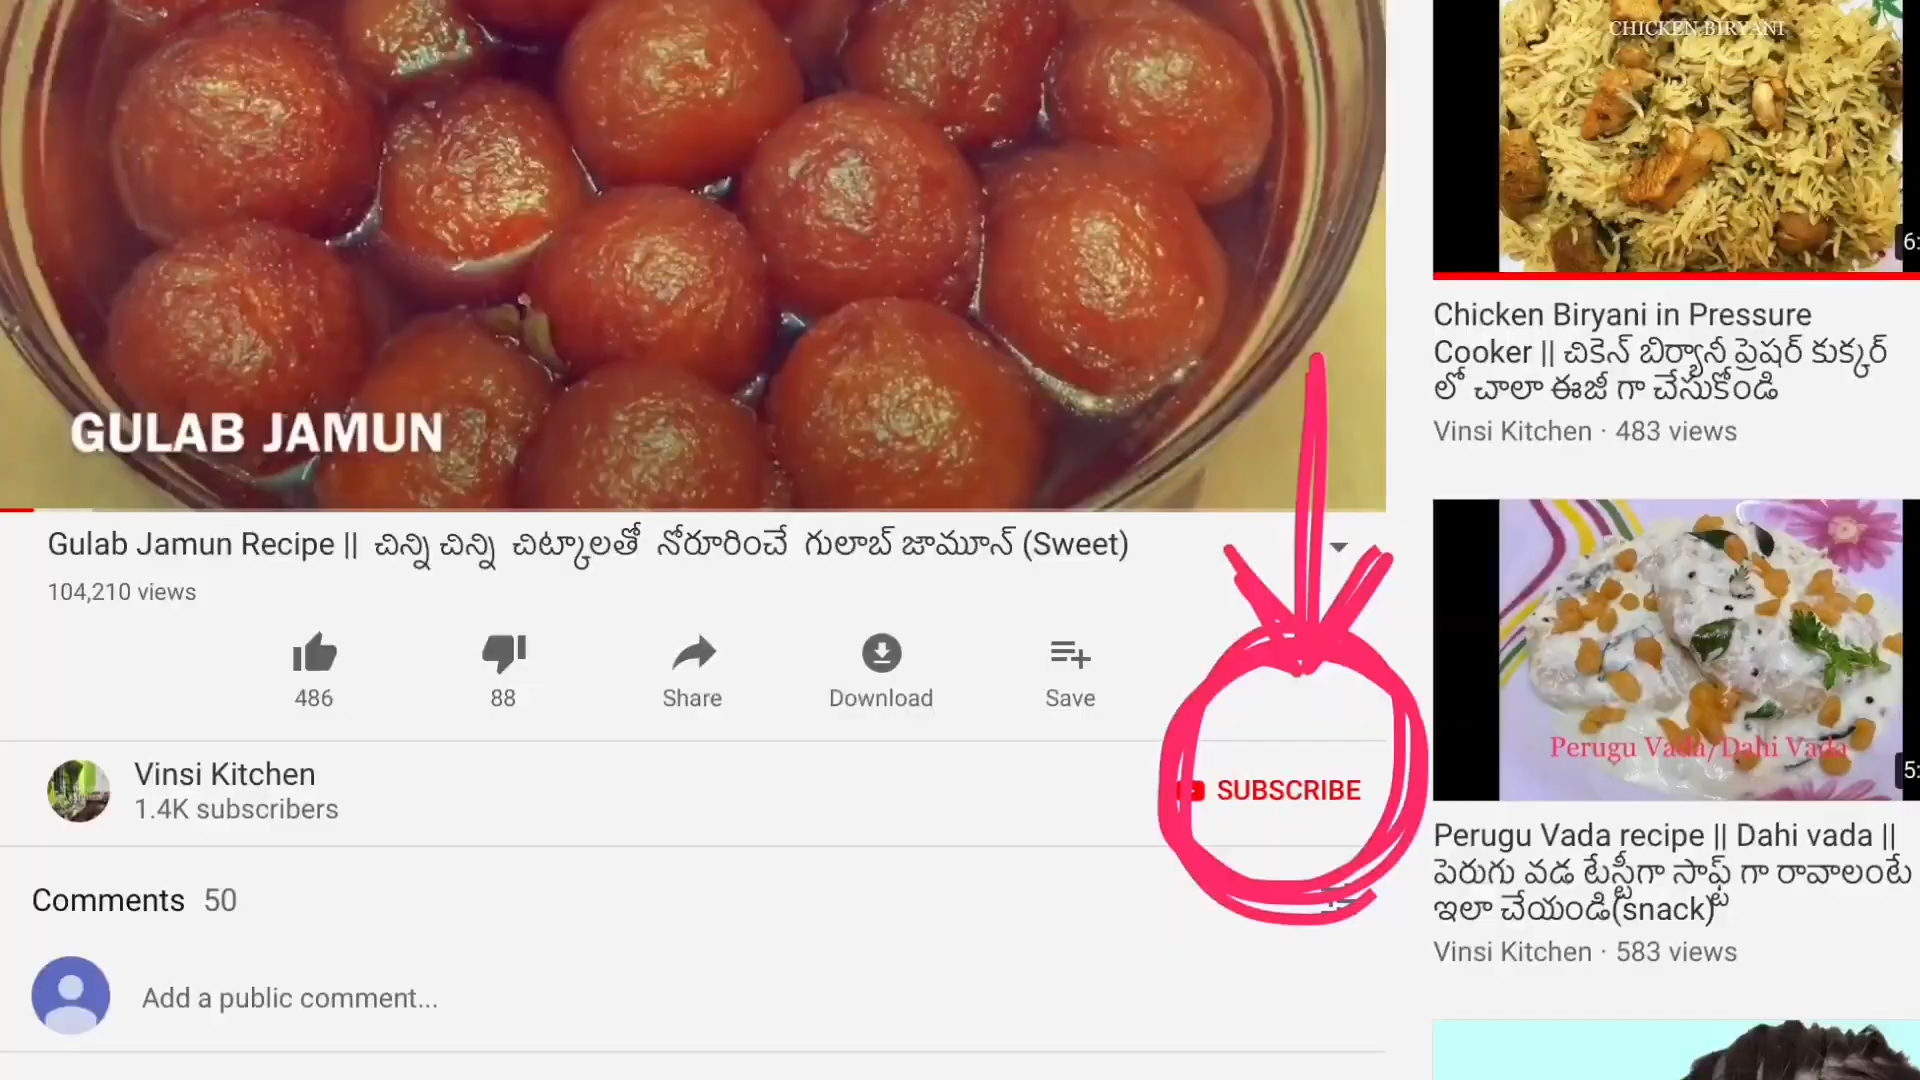 GULAB JAMUN
Gulab Jamun Recipe || చిన్ని చిన్ని చిట్కాలతో నోరూరించే గులాబ్ జామూన్ (Sweet)
104,210 views
486
88
Share
Download
Save
Vinsi Kitchen
1.4K subscribers
SUBSCRIBE
Comments 50
Add a public comment...
CHICKEN BIRYANI
6:
Chicken Biryani in Pressure
Cooker || చికెన్ బిర్యానీ ప్రెషర్ కుక్కర్
లో చాలా ఈజీ గా చేసుకోండి
Vinsi Kitchen · 483 views
Perugu Vada/Dahi Vada
5:
Perugu Vada recipe || Dahi vada ||
పెరుగు వడ టేస్టీగా సాఫ్ట్ గా రావాలంటే
ఇలా చేయండి(snack)
Vinsi Kitchen · 583 views